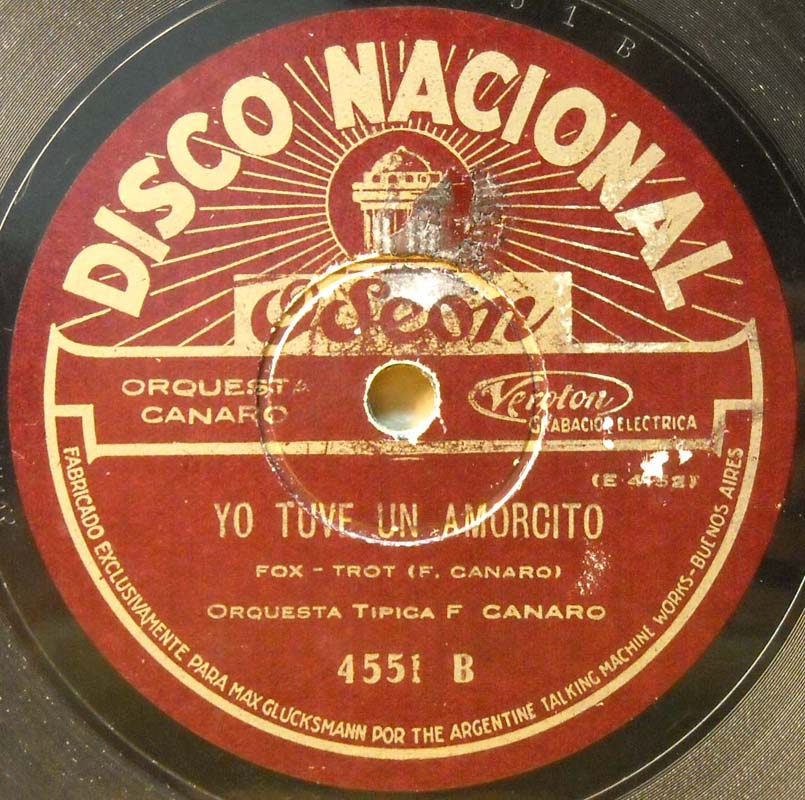 1 B
DISCO NACIONAL
Odeon
ORQUESTA
CANARO
Veroton
GRABACION ELECTRICA
YO TUVE UN AMORCITO
FOX - TROT (F. CANARO)
ORQUESTA TIPICA F CANARO
4551 B
FABRICADO EXCLUSIVAMENTE PARA MAX GLUCKSMANN POR THE ARGENTINE TALKING MACHINE WORKS - BUENOS AIRES